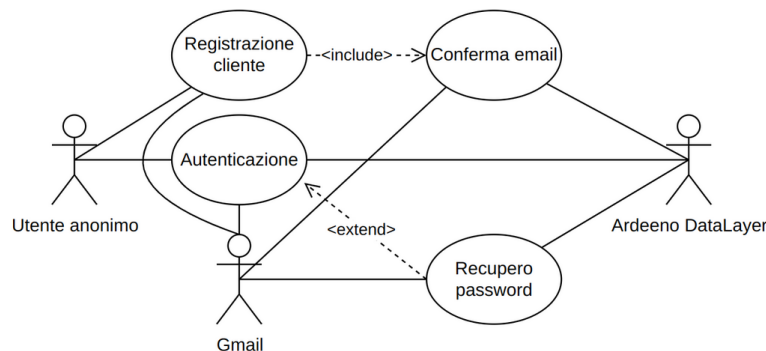 Registrazione
cliente
<include>
Conferma email
Autenticazione
Utente anonimo
Ardeeno DataLayer
<extend>
Recupero
password
Gmail